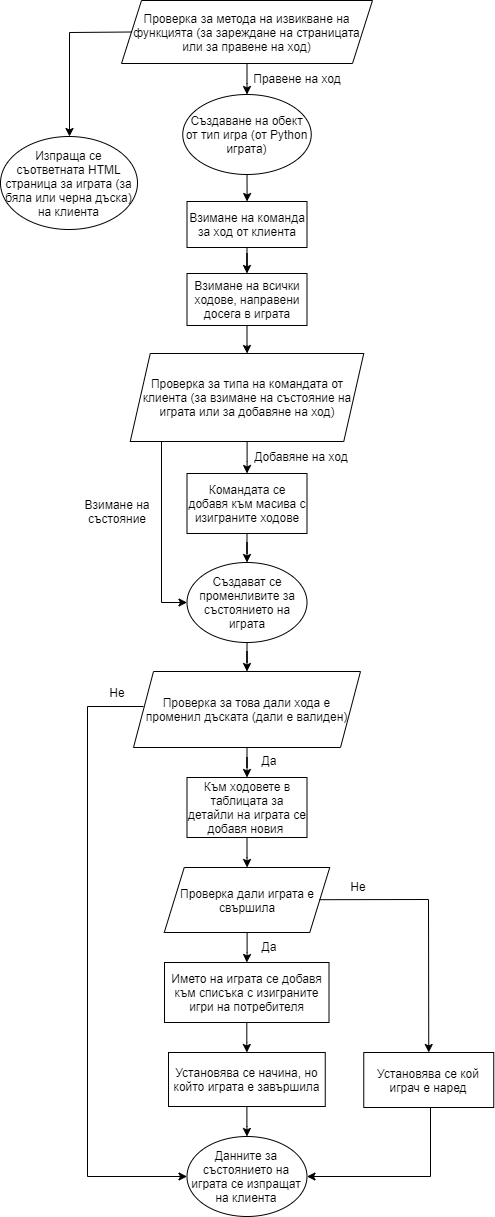 Проверка за метода на извикване на
функцията (за зареждане на страницата
или за правене на ход)
Правене на ход
Създаване на обект
от тип игра (от Python
играта)
Изпраща се
съответната HTML
страница за играта (за
бяла или черна дъска)
на клиента
Взимане на команда
за ход от клиента
Взимане на всички
ходове, направени
досега в играта
Проверка за типа на командата от
клиента (за взимане на състояние на
играта или за добавяне на ход)
Добавяне на ход
Взимане на
състояние
Командата се
добавя към масива с
изиграните ходове
Създават се
променливите за
състоянието на
играта
Не
Проверка за това дали хода е
променил дъската (дали е валиден)
Да
Към ходовете в
таблицата за
детайли на играта се
добавя новия
Проверка дали играта е
свършила
Не
Да
Името на играта се добавя
към списъка с изиграните
игри на потребителя
Установява се начина, но
който играта е завършила
Установява се кой
играч е наред
Данните за
състоянието на
играта се изпращат
на клиента